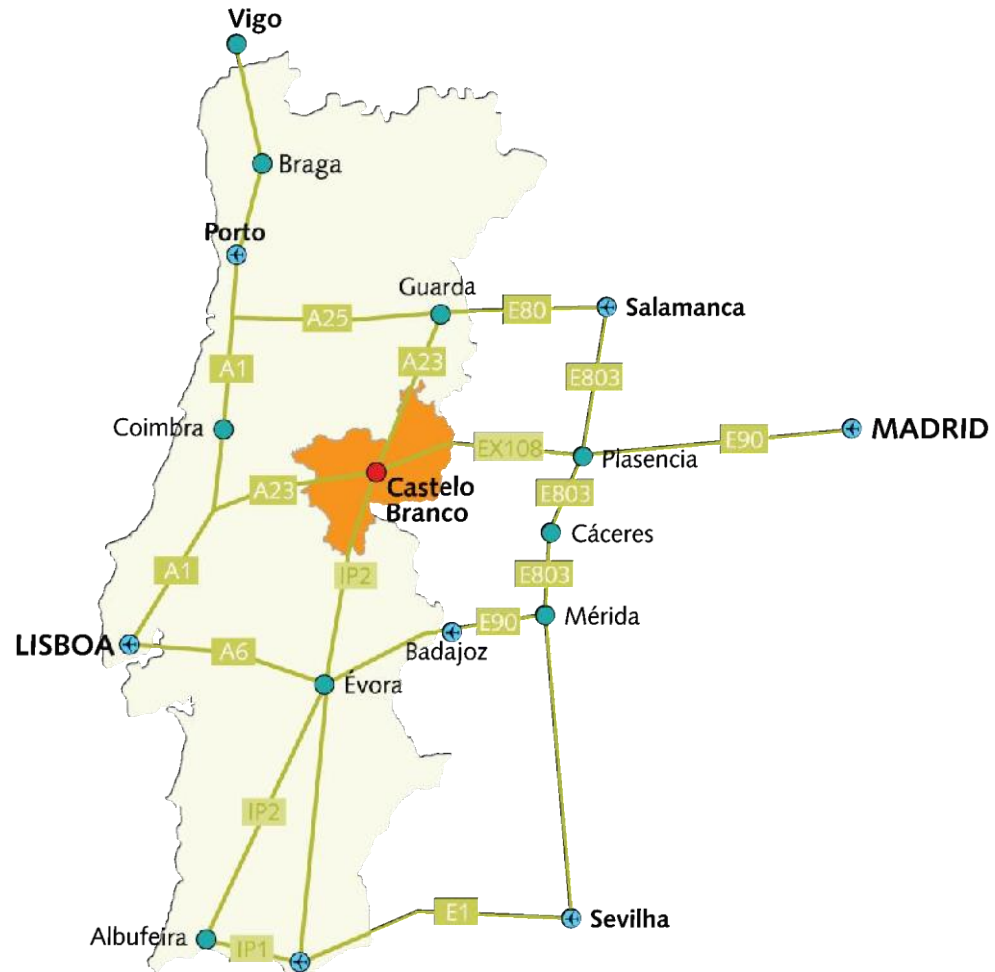 Vigo
Braga
Porto
Guarda
A25
E80
Salamanca
A1
A23
E803
Coimbra
EX108
E90
MADRID
Plasencia
A23
Castelo
Branco
E803
Cáceres
A1
IP2
E803
E90
Mérida
LISBOA
A6
Badajoz
Évora
IP2
E1
Sevilha
Albufeira
IP1